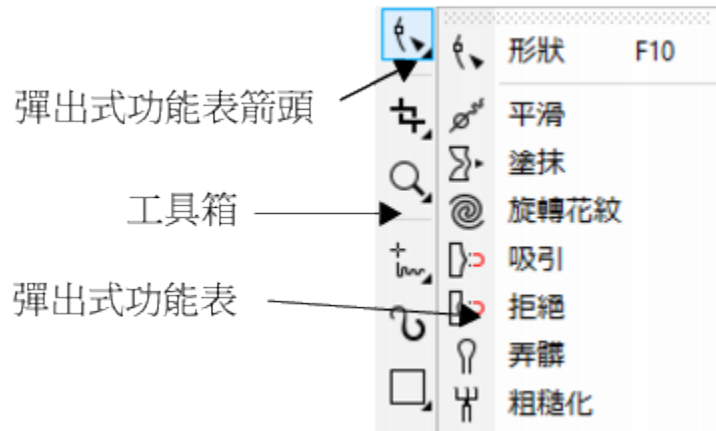 形狀 F10
彈出式功能表箭頭
平滑
塗抹
工具箱
旋轉花紋
吸引
彈出式功能表
拒絕
弄髒
粗糙化